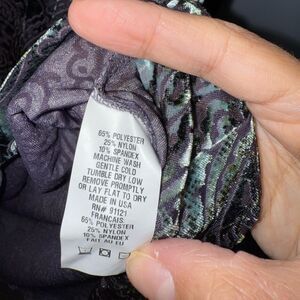 65% POLYESTER
25% NYLON
10% SPANDEX
MACHINE WASH
GENTLE COLD
TUMBLE DRY LOW
REMOVE PROMPTLY
OR LAY FLAT TO DRY
MADE IN USA
RN# 91121
FRANCAIS:
65% POLYESTER
25% NYLON
10% SPANDEX
FAIT AU EU